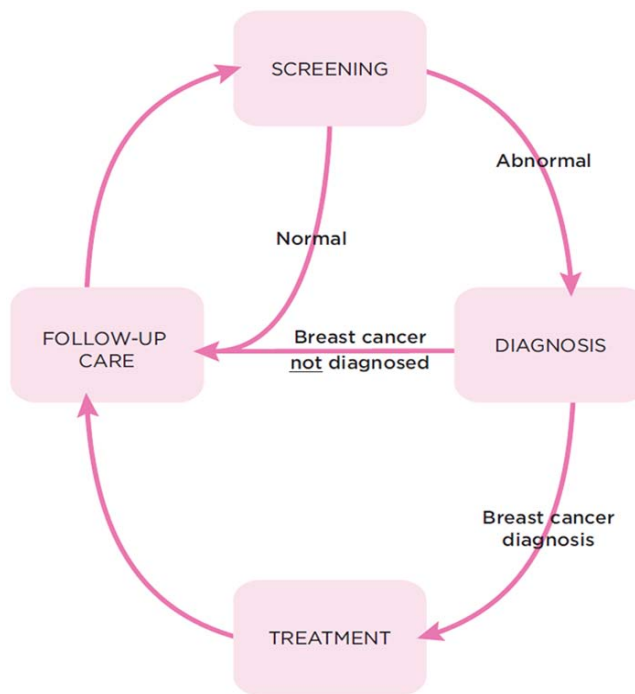 SCREENING
Abnormal
Normal
FOLLOW-UP
CARE
Breast cancer
not diagnosed
DIAGNOSIS
Breast cancer
diagnosis
TREATMENT